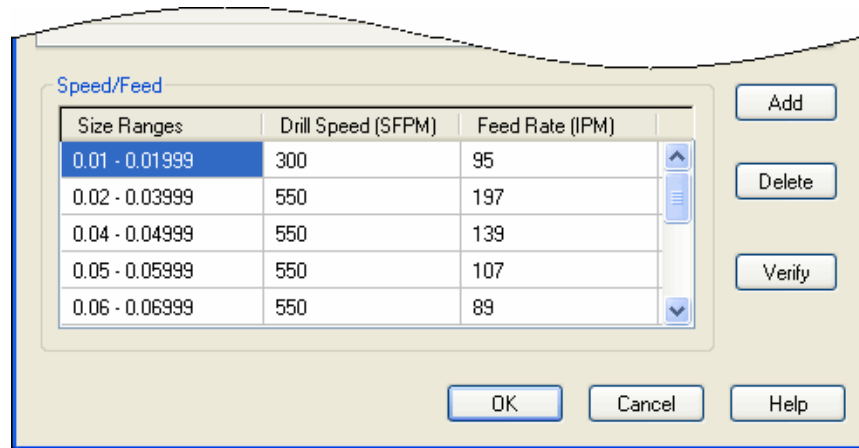 Speed/Feed
Size Ranges Drill Speed (SFPM) Feed Rate (IPM)
0.01 - 0.01999 300 95
0.02 - 0.03999 550 197
0.04 - 0.04999 550 139
0.05 - 0.05999 550 107
0.06 - 0.06999 550 89
Add
Delete
Verify
OK Cancel Help